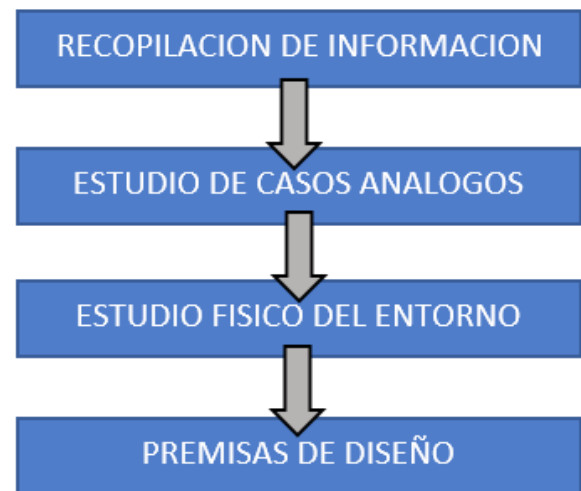 RECOPILACION DE INFORMACION
ESTUDIO DE CASOS ANALOGOS
ESTUDIO FISICO DEL ENTORNO
PREMISAS DE DISEÑO